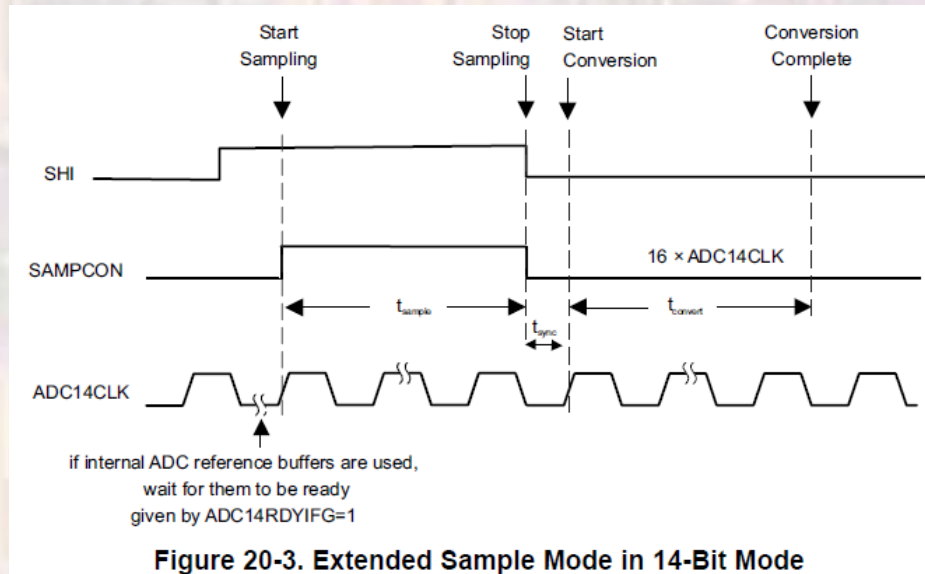 Start
Sampling
Stop
Sampling
Start
Conversion
Conversion
Complete
SHI
SAMPCON
16 × ADC14CLK
tsample
tsync
tconvert
ADC14CLK
if internal ADC reference buffers are used,
wait for them to be ready
given by ADC14RDYIFG=1
Figure 20-3. Extended Sample Mode in 14-Bit Mode